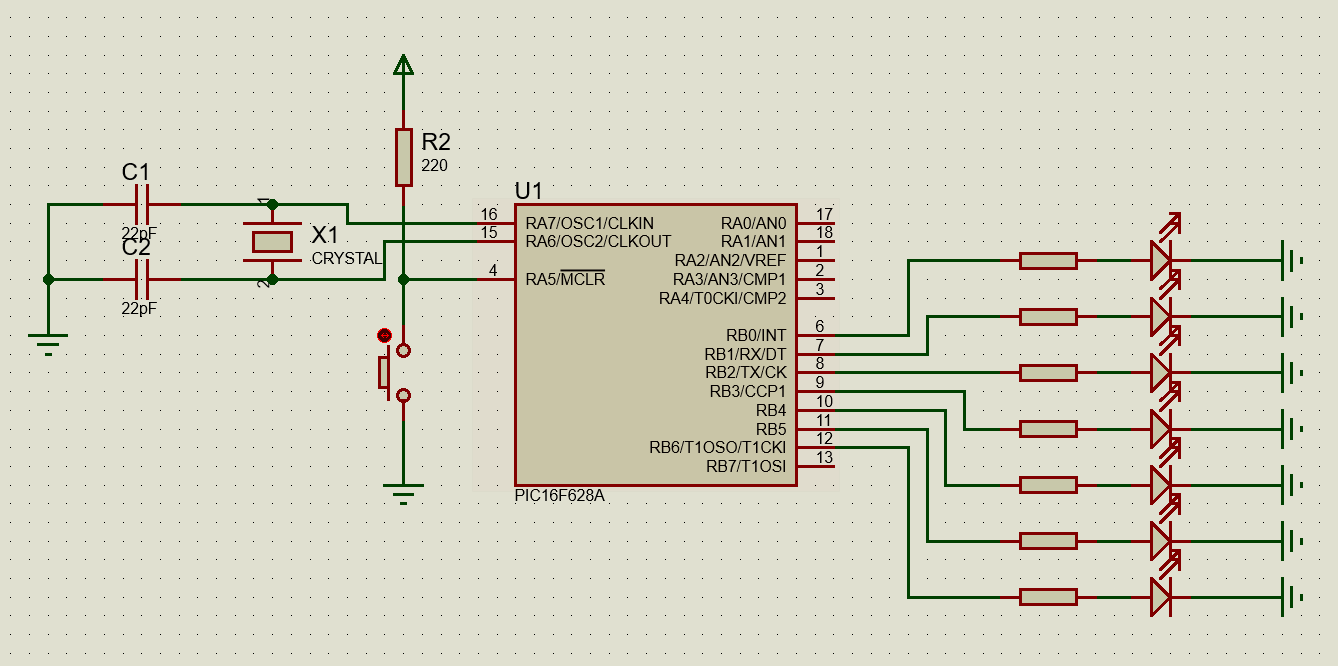 R2
220
C1
22pF
C2
22pF
1
X1
CRYSTAL
2
U1
16
RA7/OSC1/CLKIN
15
RA6/OSC2/CLKOUT
4
RA5/MCLR
RA0/AN0
17
RA1/AN1
18
RA2/AN2/VREF
1
RA3/AN3/CMP1
2
RA4/T0CKI/CMP2
3
RB0/INT
6
RB1/RX/DT
7
RB2/TX/CK
8
RB3/CCP1
9
RB4
10
RB5
11
RB6/T1OSO/T1CKI
12
RB7/T1OSI
13
PIC16F628A